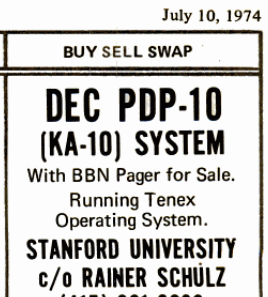 July 10, 1974
BUY SELL SWAP
DEC PDP-10
(KA-10) SYSTEM
With BBN Pager for Sale.
Running Tenex
Operating System.
STANFORD UNIVERSITY
c/o RAINER SCHULZ